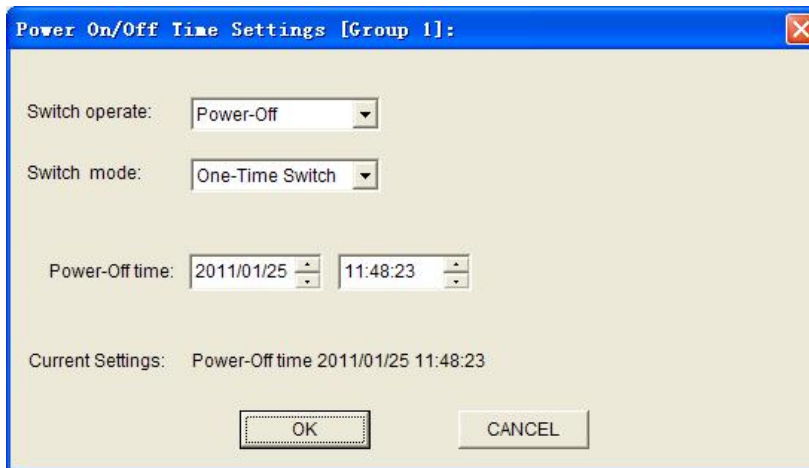 Power On/Off Time Settings [Group 1]:
Switch operate: Power-Off
Switch mode: One-Time Switch
Power-Off time: 2011/01/25 11:48:23
Current Settings: Power-Off time 2011/01/25 11:48:23
OK CANCEL